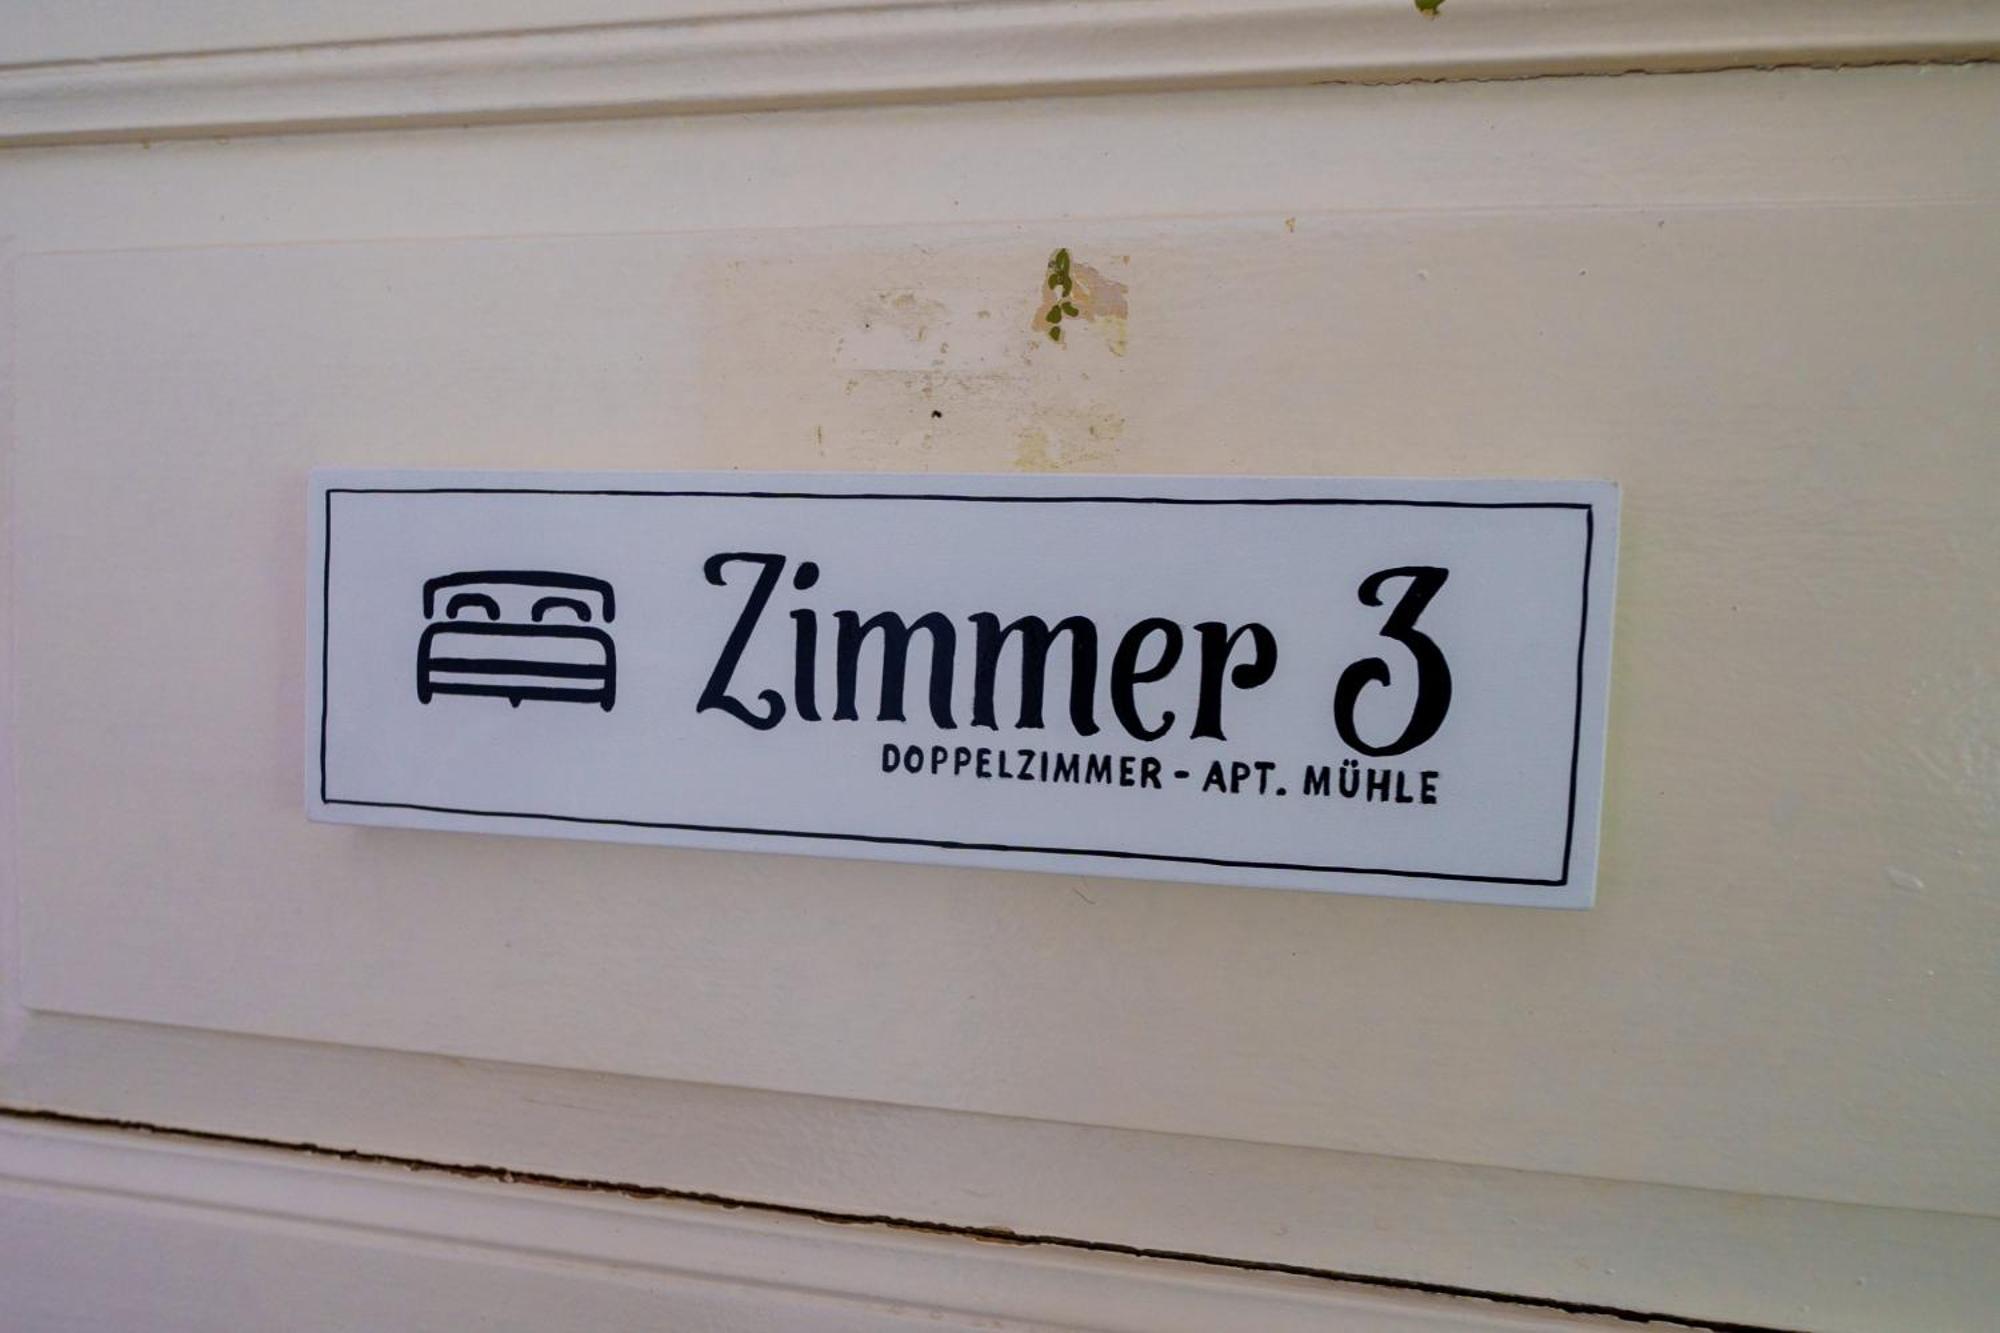 Zimmer 3
DOPPELZIMMER - APT. MÜHLE